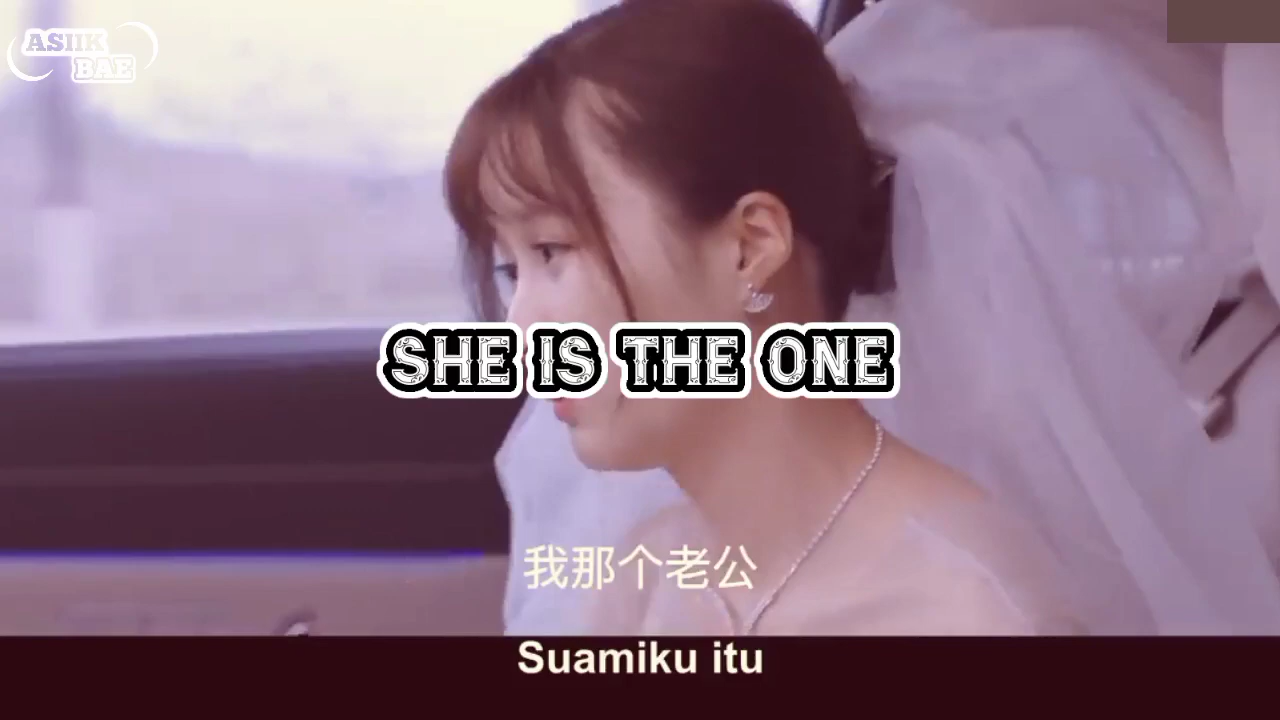 ASIIK
BAE
SHE IS THE ONE
我那个老公
Suamiku itu